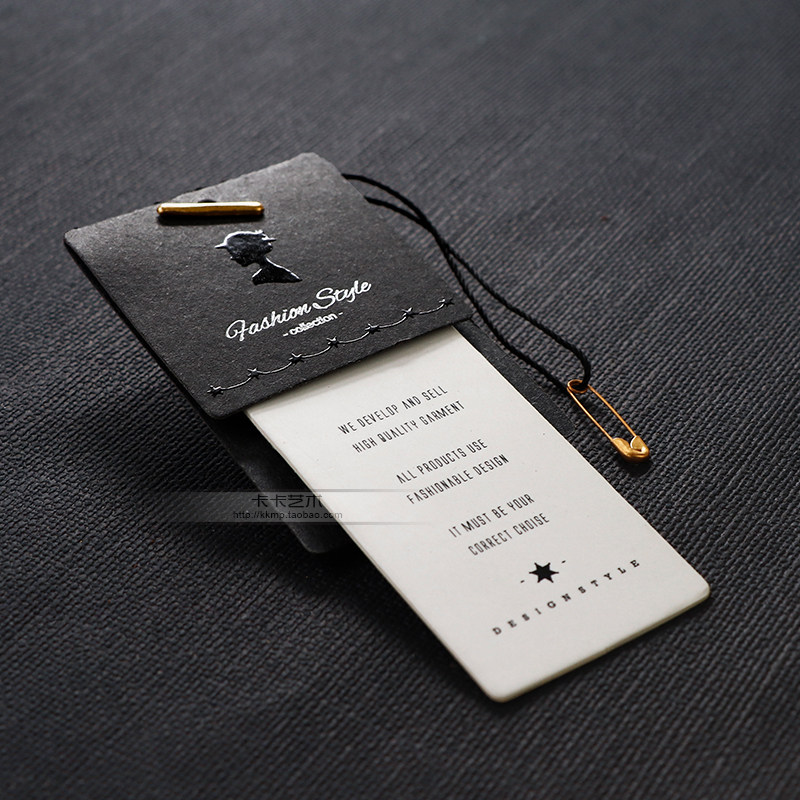 Fashion Style
- collection -
WE DEVELOP AND SELL
HIGH QUALITY GARMENT
ALL PRODUCTS USE
FASHIONABLE DESIGN
IT MUST BE YOUR
CORRECT CHOISE
DESIGNSTYLE
卡卡艺术
http://kkmp.taobao.com